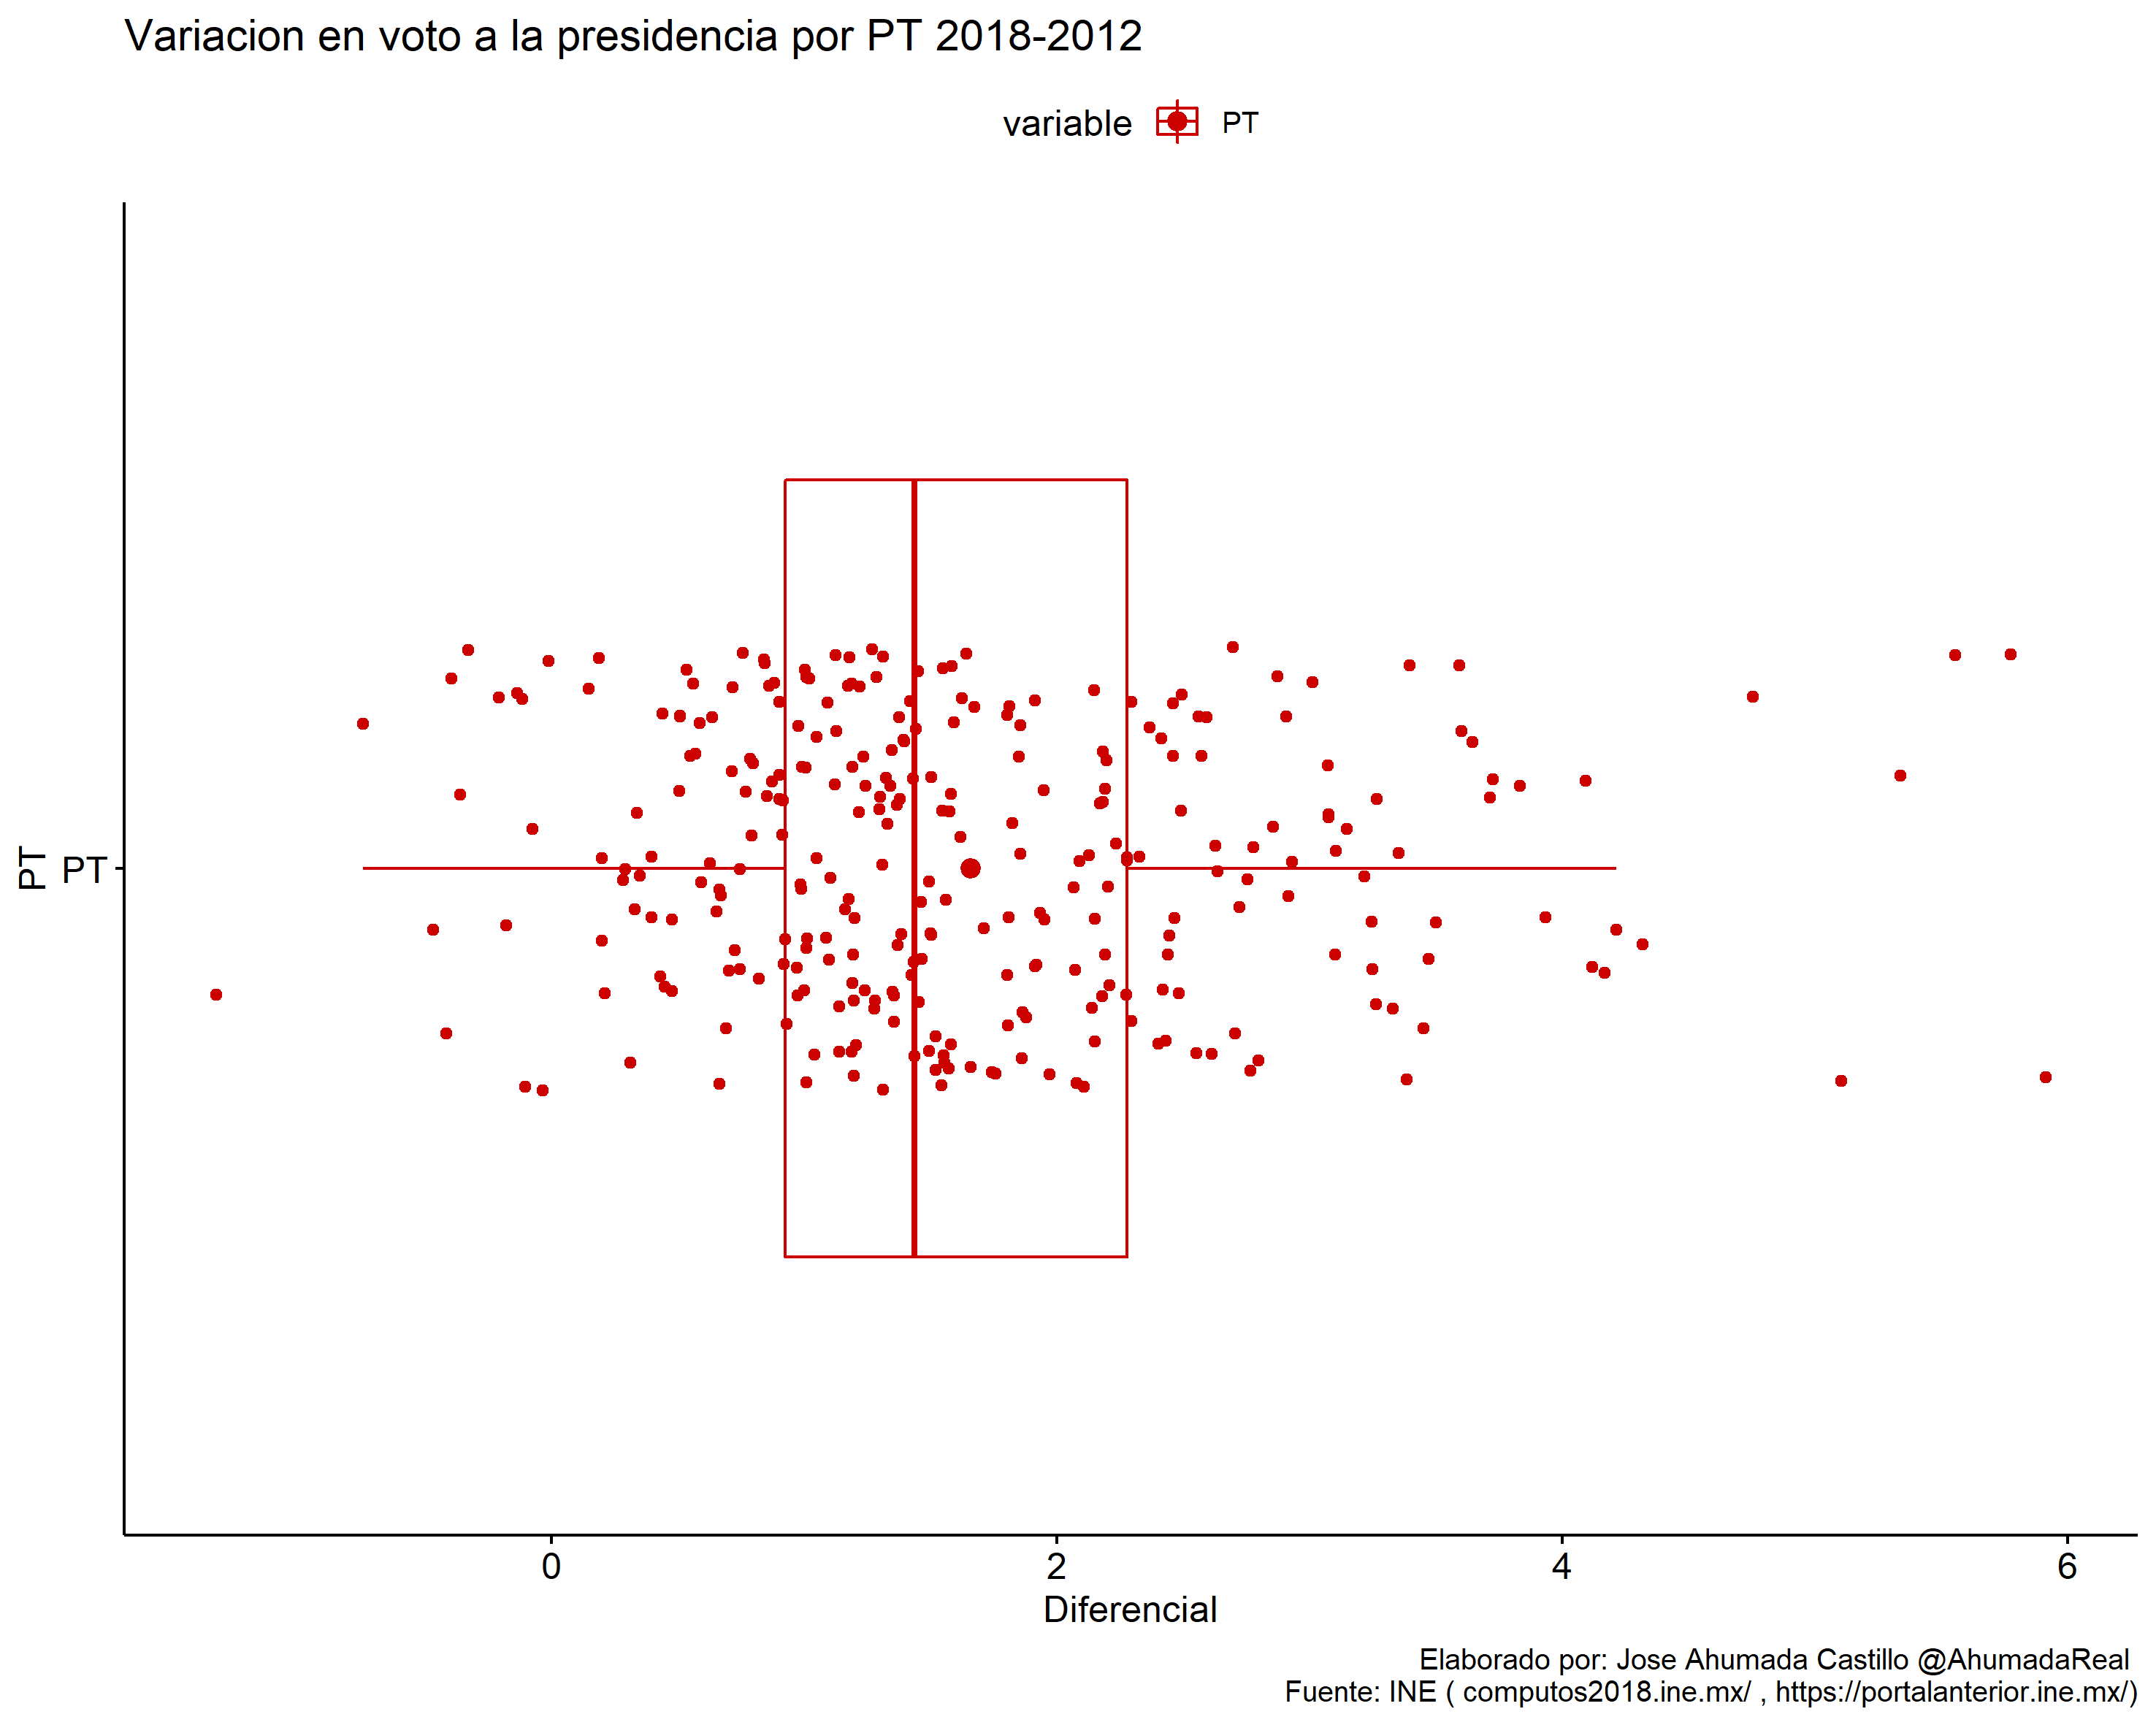 Variacion en voto a la presidencia por PT 2018-2012
variable PT
PT
PT
0 2 4 6
Diferencial
Elaborado por: Jose Ahumada Castillo @AhumadaReal
Fuente: INE ( computos2018.ine.mx/ , https://portalanterior.ine.mx/)